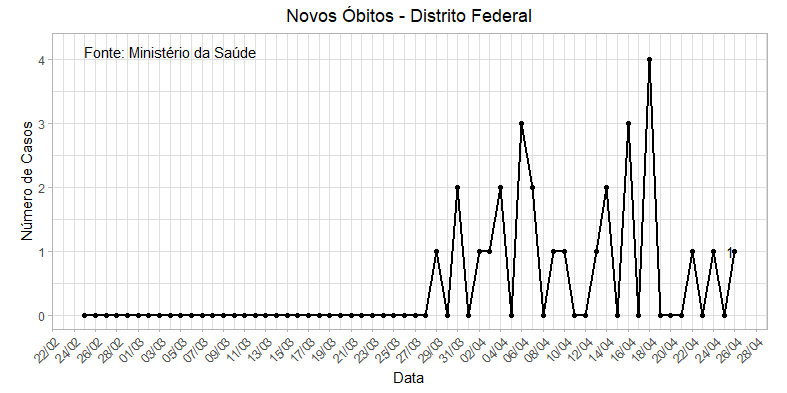 Novos Óbitos - Distrito Federal
Fonte: Ministério da Saúde
Número de Casos
4
3
2
1
0
1
22/02 24/02 26/02 28/02 01/03 03/03 05/03 07/03 09/03 11/03 13/03 15/03 17/03 19/03 21/03 23/03 25/03 27/03 29/03 31/03 02/04 04/04 06/04 08/04 10/04 12/04 14/04 16/04 18/04 20/04 22/04 24/04 26/04 28/04
Data